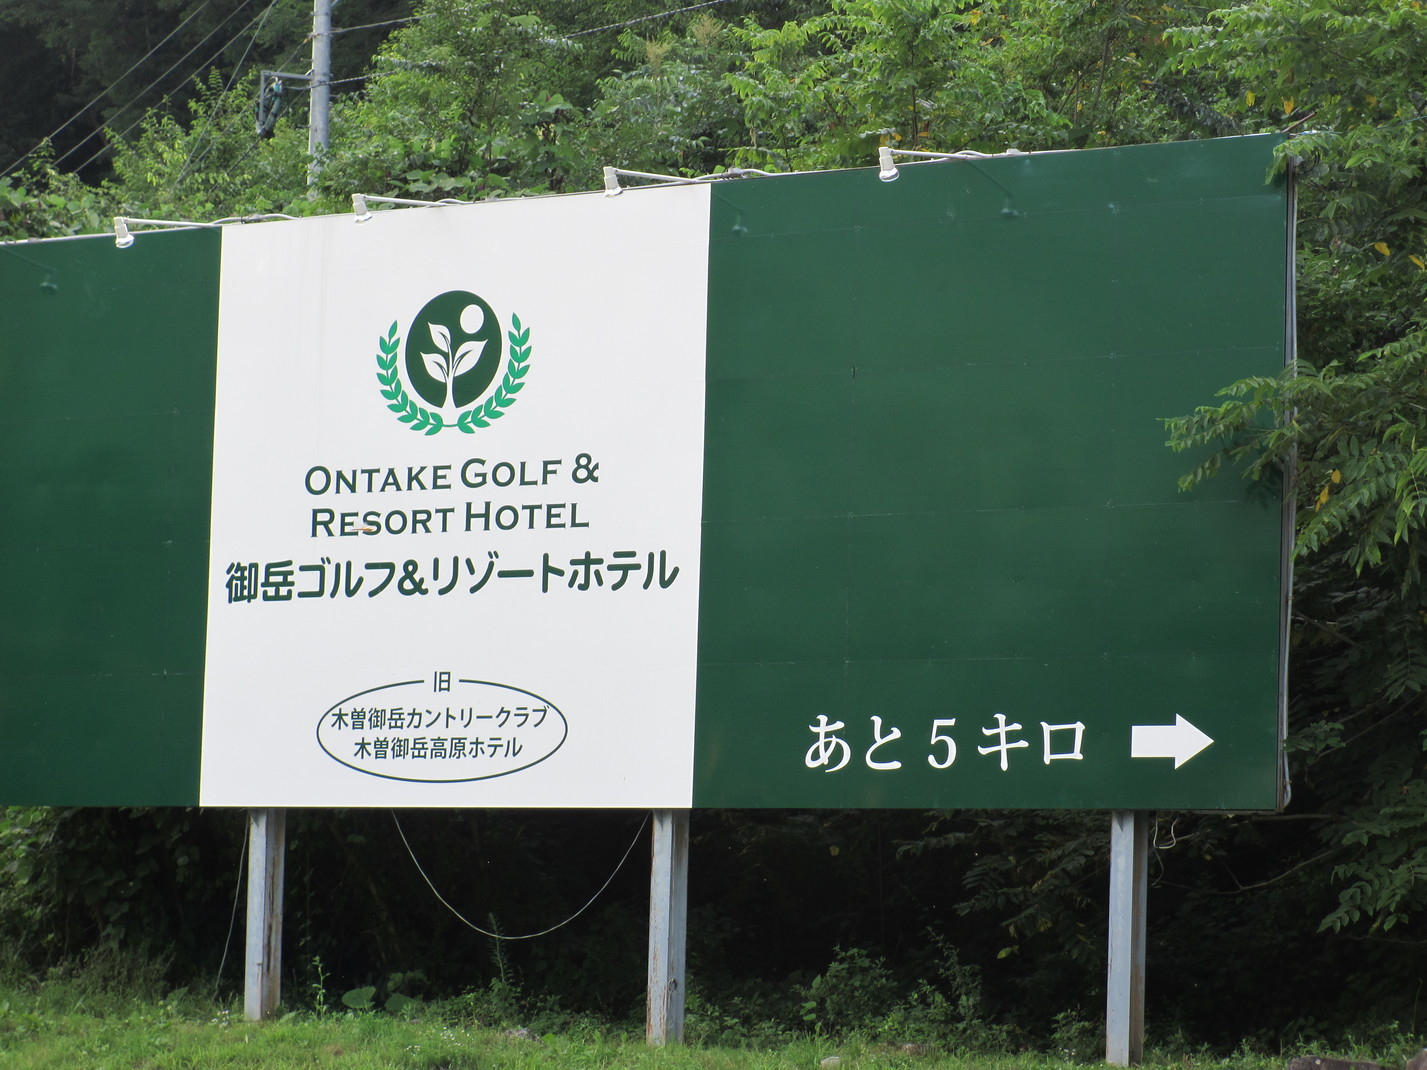 ONTAKE GOLF &
RESORT HOTEL
御岳ゴルフ&リゾートホテル
旧
木曽御岳カントリークラブ
木曽御岳高原ホテル
あと5キロ